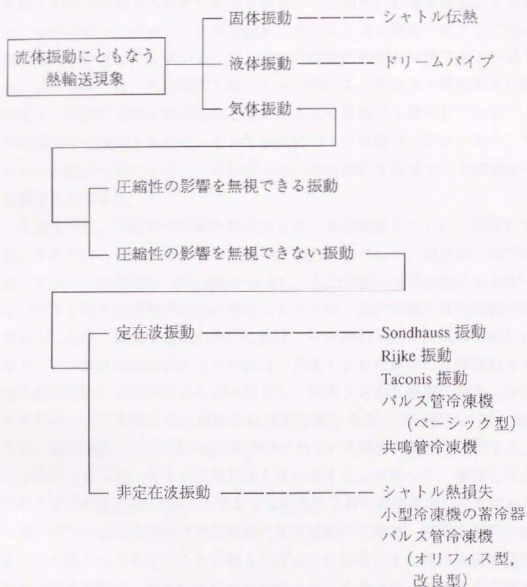 固体振動 シャトル伝熱
流体振動にともなう
熱輸送現象
液体振動 ドリームパイプ
気体振動
圧縮性の影響を無視できる振動
圧縮性の影響を無視できない振動
定在波振動 Sondhauss 振動
Rijke 振動
Taconis 振動
パルス管冷凍機
(ベーシック型)
共鳴管冷凍機
非定在波振動 シャトル熱損失
小型冷凍機の蓄冷器
パルス管冷凍機
(オリフィス型,
改良型)